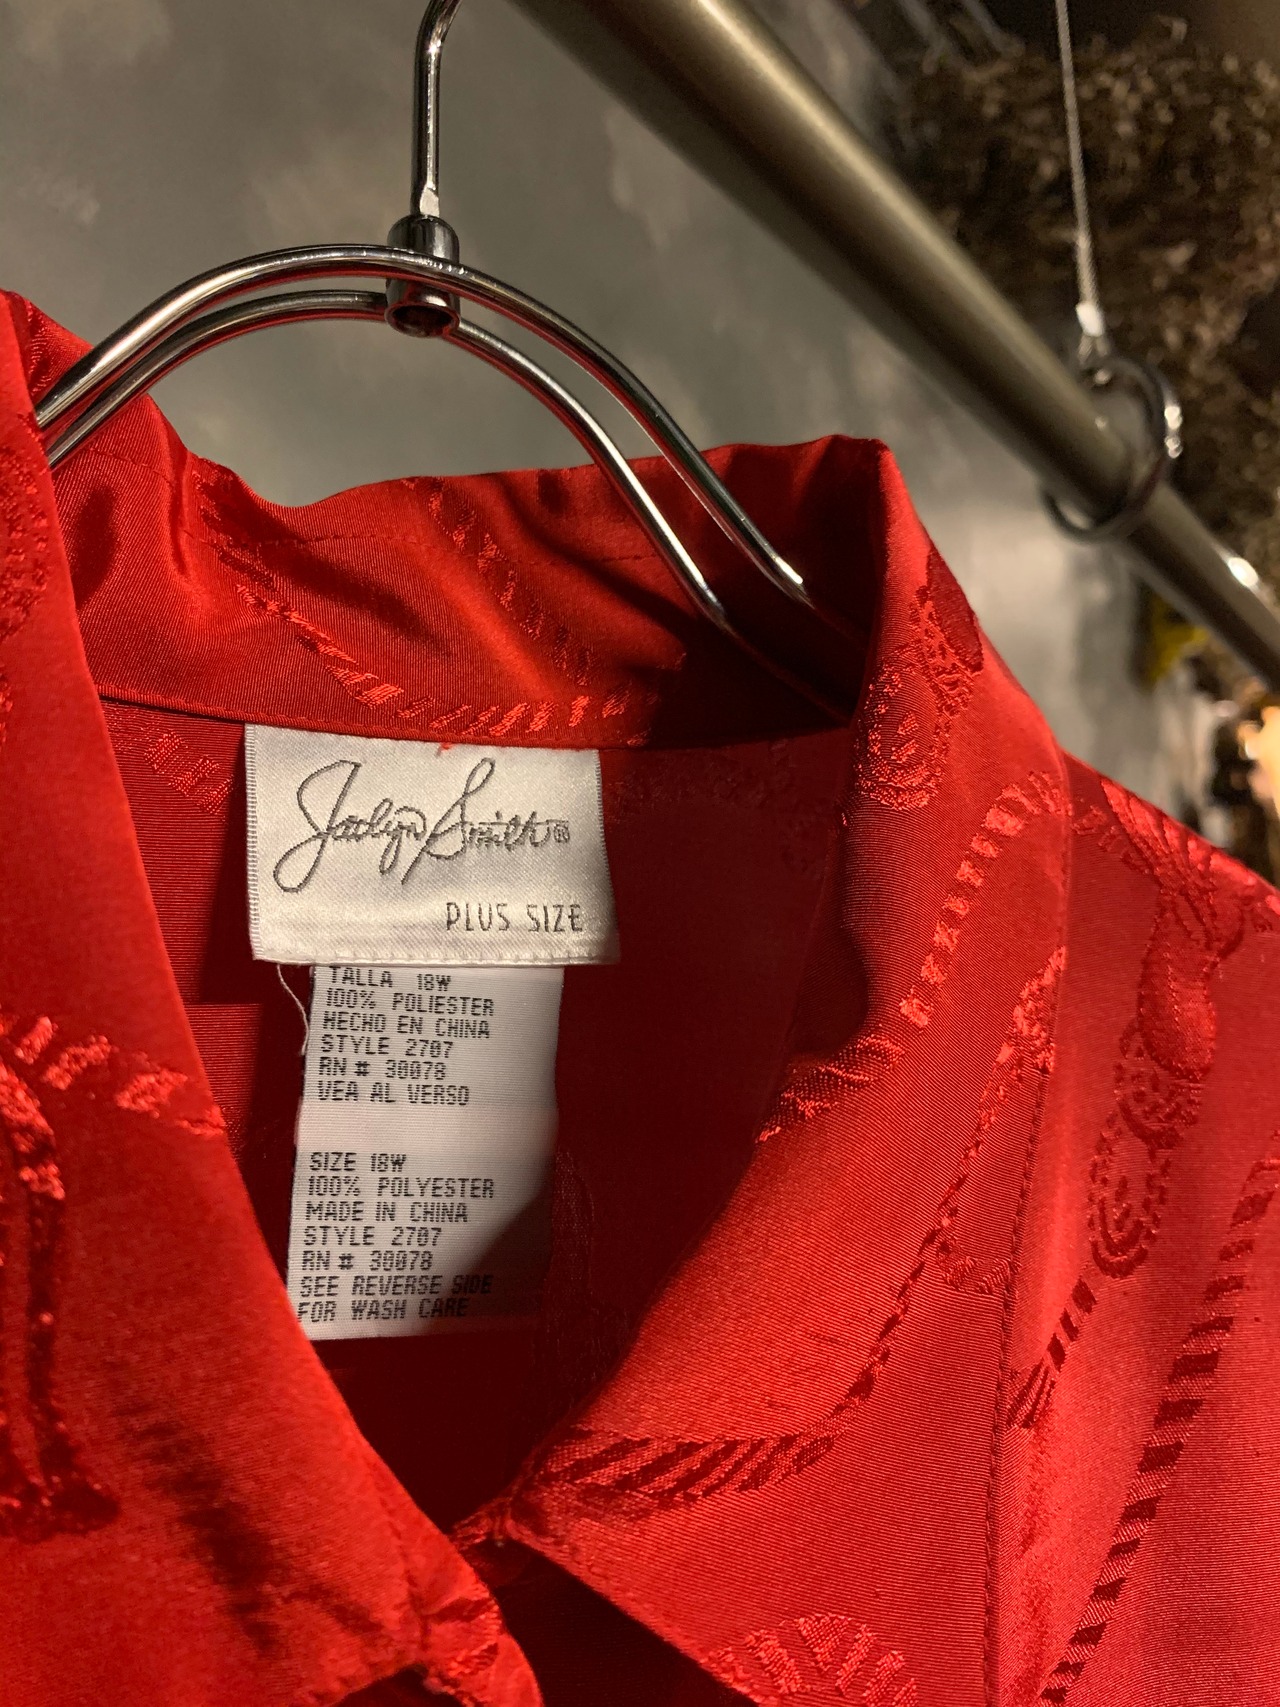 Jaclyn Smith®
PLUS SIZE
TALLA 18W
100% POLIESTER
HECHO EN CHINA
STYLE 2707
RN # 30078
VEA AL VERSO
SIZE 18W
100% POLYESTER
MADE IN CHINA
STYLE 2707
RN # 30078
SEE REVERSE SIDE
FOR WASH CARE